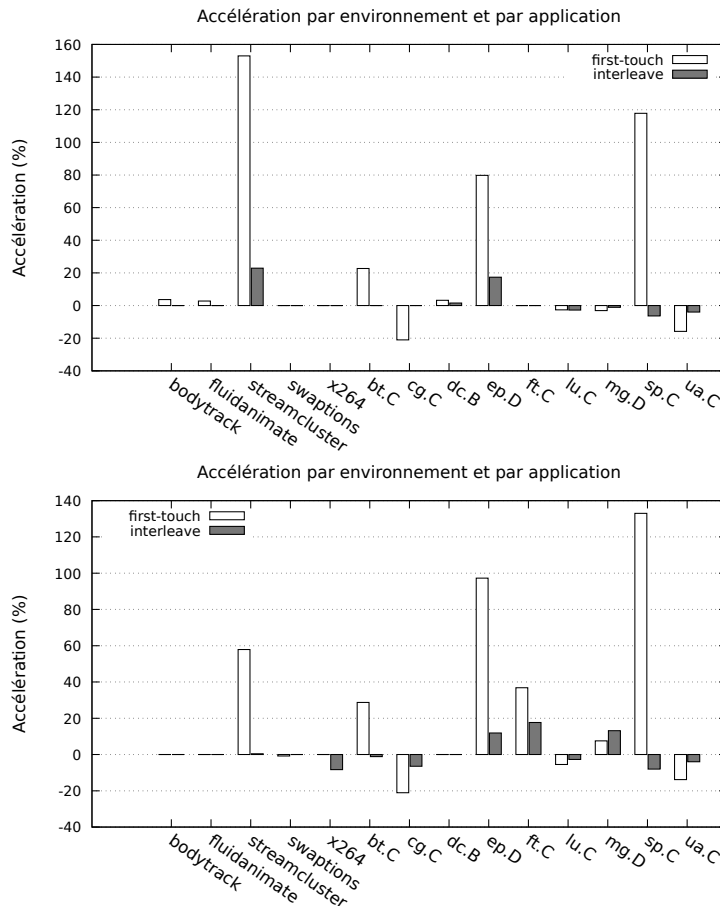 Accélération par environnement et par application
160
140
120
100
80
60
40
20
0
-20
-40
Accélération (%)
first-touch
interleave
bodytrack
fluidanimate
streamcluster
swaptions
x264
bt.C
cg.C
dc.B
ep.D
ft.C
lu.C
mg.D
sp.C
ua.C
Accélération par environnement et par application
140
120
100
80
60
40
20
0
-20
-40
Accélération (%)
first-touch
interleave
bodytrack
fluidanimate
streamcluster
swaptions
x264
bt.C
cg.C
dc.B
ep.D
ft.C
lu.C
mg.D
sp.C
ua.C